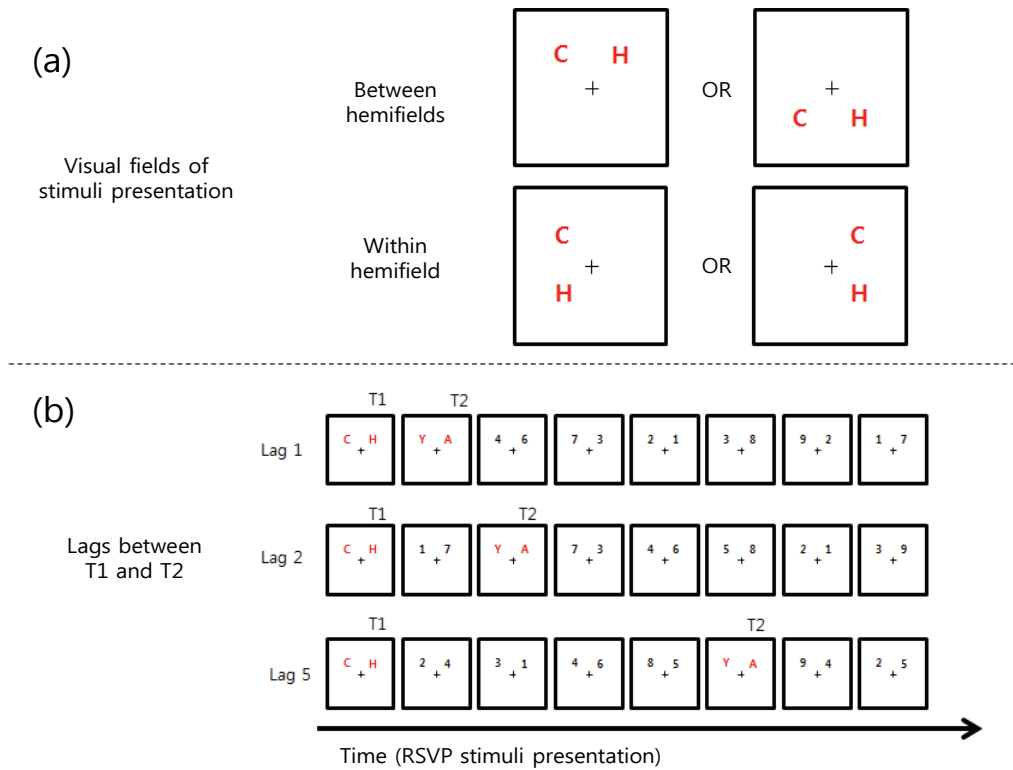 (a)
Visual fields of
stimuli presentation
Between
hemifields
C H
+
OR
+
C H
Within
hemifield
C
+
H
OR
C
+
H
(b)
Lags between
T1 and T2
T1 T2
Lag 1
C H Y A 4 6 7 3 2 1 3 8 9 2 1 7
+ + + + + + + +
T1 T2
Lag 2
C H 1 7 Y A 7 3 4 6 5 8 2 1 3 9
+ + + + + + + +
T1 T2
Lag 5
C H 2 4 3 1 4 6 8 5 Y A 9 4 2 5
+ + + + + + + +
Time (RSVP stimuli presentation)